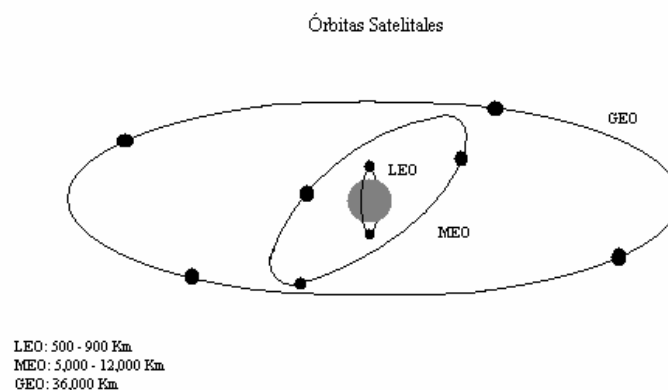 Órbitas Satelitales
GEO
LEO
MEO
LEO: 500 - 900 Km
MEO: 5,000 - 12,000 Km
GEO: 36,000 Km